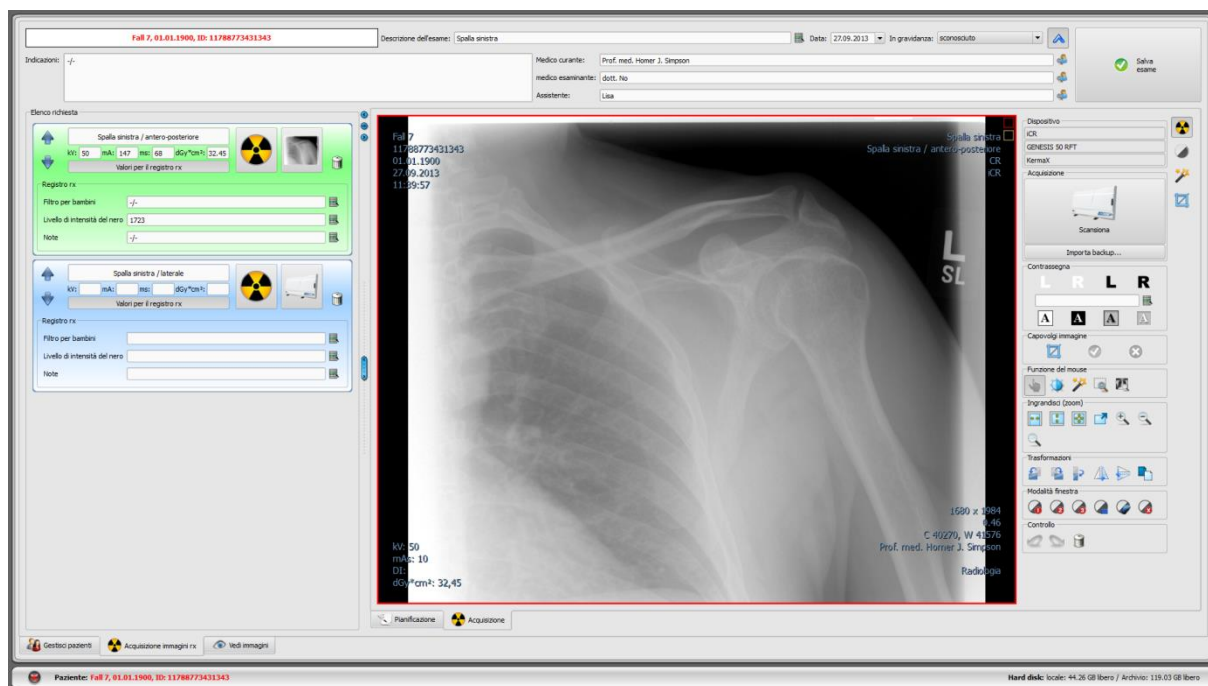 Fall 7, 01.01.1900, ID: 11788773431343
Descrizione dell'esame: Spalla sinistra
Data: 27.09.2013
In gravidanza: sconosciuto
Indicazioni: -/-
Medico curante: Prof. med. Homer J. Simpson
medico esaminante: dott. No
Assistente: Lisa
Salva
esame
Elenco richiesta
Spalla sinistra / antero-posteriore
kV: 50 mA: 147 ms: 68 dGy*cm²: 32.45
Valori per il registro rx
Registro rx
Filtro per bambini -/-
Livello di intensità del nero 1723
Note -/-
Spalla sinistra / laterale
kV: mA: ms: dGy*cm²:
Valori per il registro rx
Registro rx
Filtro per bambini
Livello di intensità del nero
Note
Fall 7
11788773431343
01.01.1900
27.09.2013
11:39:57
Spalla sinistra
Spalla sinistra / antero-posteriore
CR
iCR
L
SL
kV: 50
mAs: 10
DI:
dGy*cm²: 32,45
1680 x 1984
0.46
C 40270, W 41576
Prof. med. Homer J. Simpson
Radiologia
Dispositivo
iCR
GENESIS 50 RFT
KermaX
Acquisizione
Scansiona
Importa backup...
Contrassegna
L R L R
A A A A
Capovolgi immagine
Funzione del mouse
Ingrandisci (zoom)
Trasformazioni
Modalità finestra
Controllo
Pianificazione
Acquisizione
Gestisci pazienti
Acquisizione immagini rx
Vedi immagini
Paziente: Fall 7, 01.01.1900, ID: 11788773431343
Hard disk: locale: 44.26 GB libero / Archivio: 119.03 GB libero